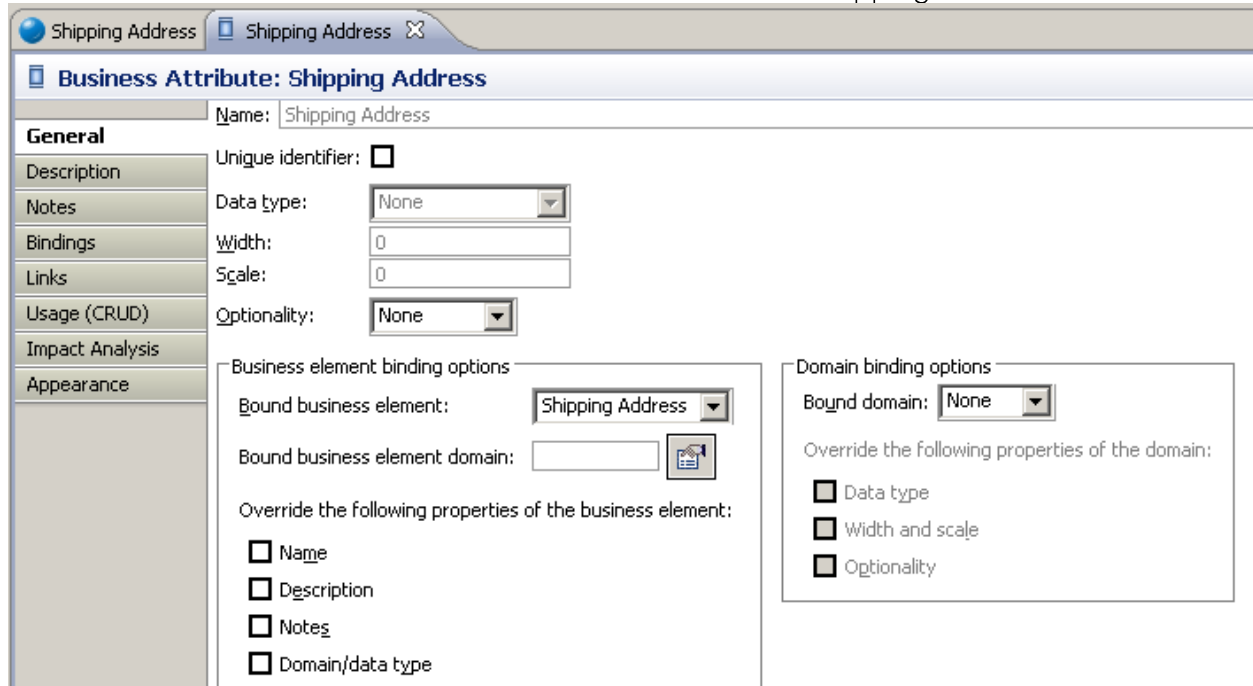 pping
Shipping Address Shipping Address
Business Attribute: Shipping Address
General
Description
Notes
Bindings
Links
Usage (CRUD)
Impact Analysis
Appearance
Name: Shipping Address
Unique identifier:
Data type: None
Width: 0
Scale: 0
Optionality: None
Business element binding options
Bound business element: Shipping Address
Bound business element domain:
Override the following properties of the business element:
Name
Description
Notes
Domain/data type
Domain binding options
Bound domain: None
Override the following properties of the domain:
Data type
Width and scale
Optionality